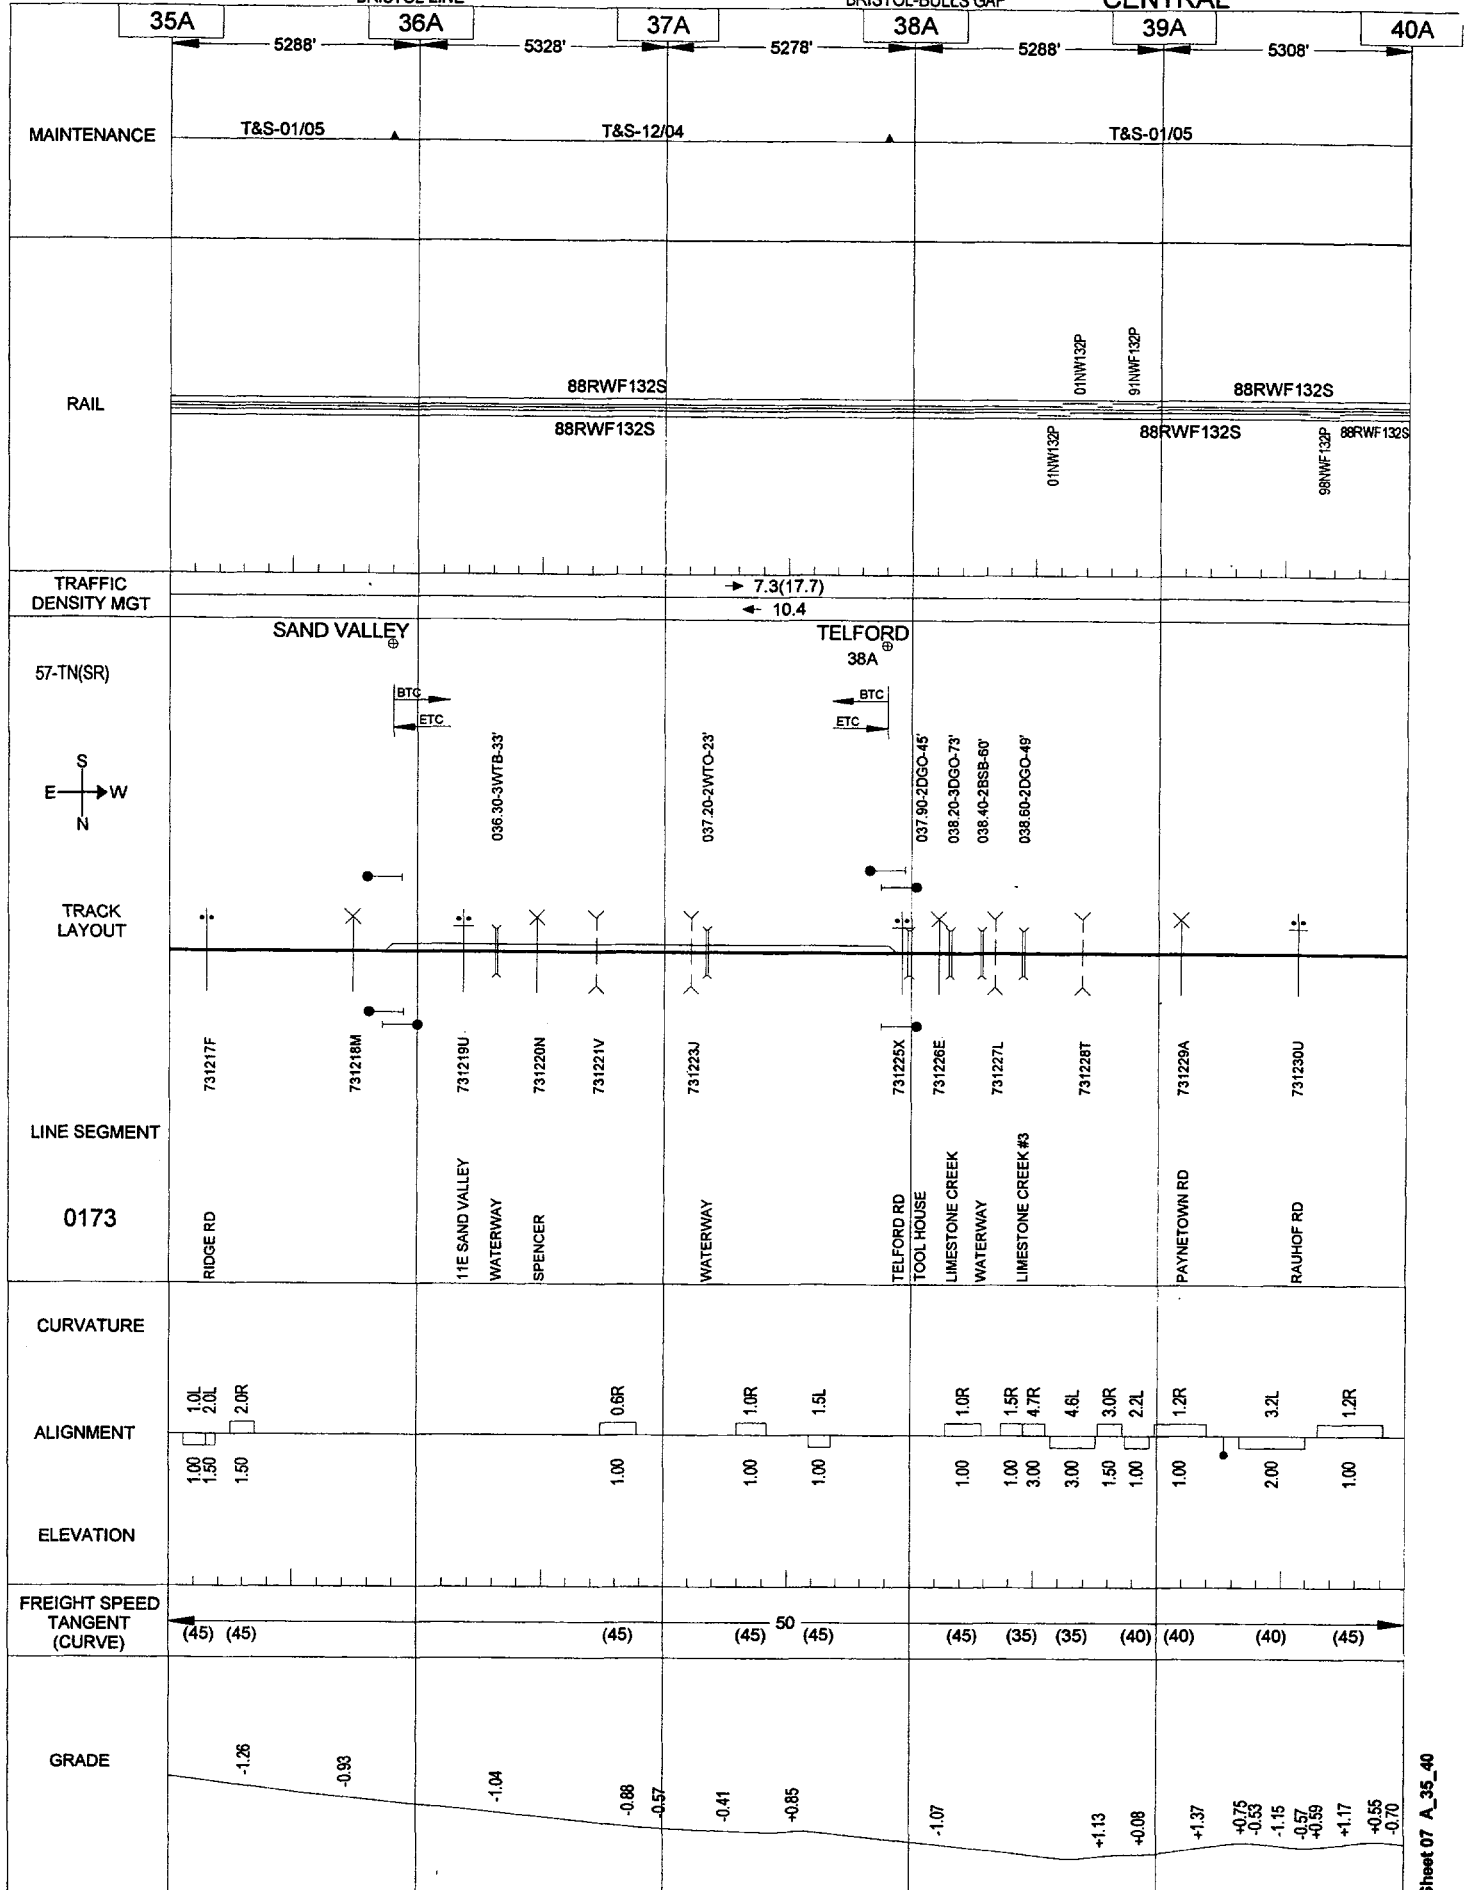 CENTRAL
35A 36A 37A 38A 39A 40A
5288' 5328' 5278' 5288' 5308'
MAINTENANCE
T&S-01/05 T&S-12/04 T&S-01/05
RAIL
01NW132P
91NWF132P
88RWF132S 88RWF132S
88RWF132S 88RWF132S 88RWF132S
01NW132P
98NWF132P
TRAFFIC
DENSITY MGT
7.3(17.7)
10.4
SAND VALLEY TELFORD
38A
57-TN(SR)
BTC BTC
ETC ETC
S
E W
N
036.30-3WTB-33'
037.20-2WTO-23'
037.90-2DGO-45'
038.20-3DGO-73'
038.40-2BSB-60'
038.60-2DGO-49'
TRACK
LAYOUT
731217F
731218M
731219U
731220N
731221V
731223J
731225X
731226E
731227L
731228T
731229A
731230U
LINE SEGMENT
0173
RIDGE RD
11E SAND VALLEY
WATERWAY
SPENCER
WATERWAY
TELFORD RD
TOOL HOUSE
LIMESTONE CREEK
WATERWAY
LIMESTONE CREEK #3
PAYNETOWN RD
RAUHOF RD
CURVATURE
1.0L 2.0L 2.0R 0.6R 1.0R 1.5L 1.0R 1.5R 4.7R 4.6L 3.0R 2.2L 1.2R 3.2L 1.2R
ALIGNMENT
1.00 1.50 1.50 1.00 1.00 1.00 1.00 1.00 3.00 3.00 1.50 1.00 1.00 2.00 1.00
ELEVATION
FREIGHT SPEED
TANGENT
(CURVE)
50
(45) (45) (45) (45) (45) (45) (35) (35) (40) (40) (40) (45)
GRADE
-1.26 -0.93 -1.04 -0.88 -0.57 -0.41 +0.85 -1.07 +1.13 +0.08 +1.37 +0.75 -0.53 -1.15 -0.57 +0.59 +1.17 +0.55 -0.70
Sheet 07 A_35_40